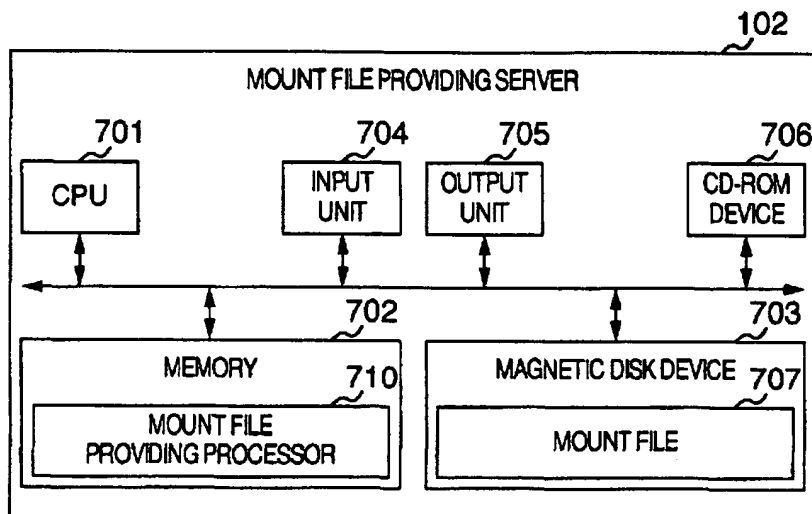 102
MOUNT FILE PROVIDING SERVER
701
704
705
706
CPU
INPUT
UNIT
OUTPUT
UNIT
CD-ROM
DEVICE
702
703
MEMORY
MAGNETIC DISK DEVICE
710
707
MOUNT FILE
PROVIDING PROCESSOR
MOUNT FILE